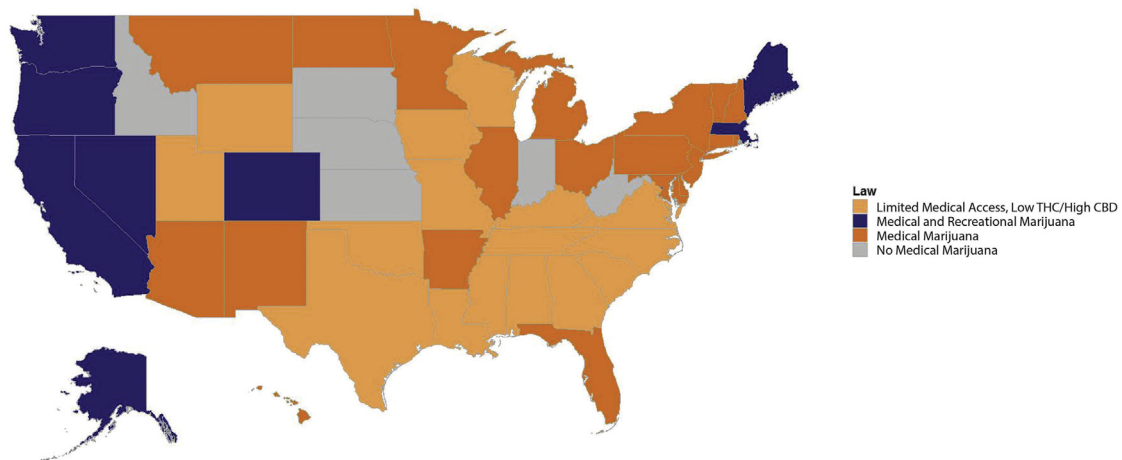 Law
Limited Medical Access, Low THC/High CBD
Medical and Recreational Marijuana
Medical Marijuana
No Medical Marijuana